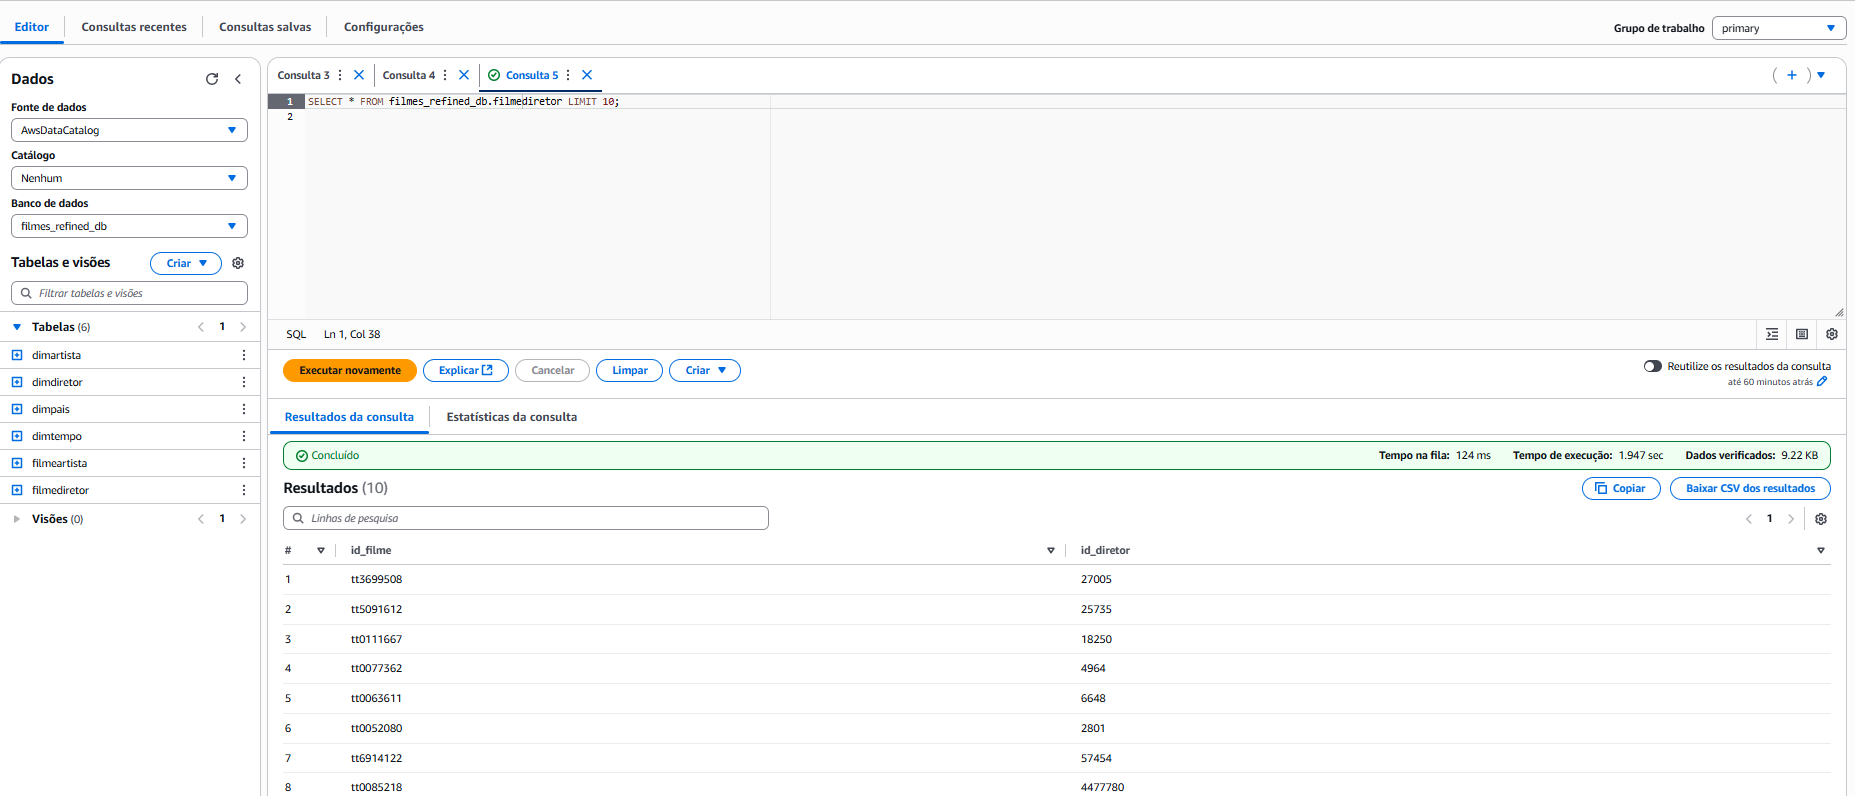 Editor Consultas recentes Consultas salvas Configurações Grupo de trabalho primary
Dados
Fonte de dados
AwsDataCatalog
Catálogo
Nenhum
Banco de dados
filmes_refined_db
Tabelas e visões Criar
Filtrar tabelas e visões
Tabelas (6) 1
dimartista
dimdiretor
dimpais
dimtempo
filmeartista
filmediretor
Visões (0) 1
Consulta 3 Consulta 4 Consulta 5
1 SELECT * FROM filmes_refined_db.filmediretor LIMIT 10;
2
SQL Ln 1, Col 38
Executar novamente Explicar Cancelar Limpar Criar Reutilize os resultados da consulta
até 60 minutos atrás
Resultados da consulta Estatísticas da consulta
Concluído Tempo na fila: 124 ms Tempo de execução: 1.947 sec Dados verificados: 9.22 KB
Resultados (10) Copiar Baixar CSV dos resultados
Linhas de pesquisa 1
# id_filme id_diretor
1 tt3699508 27005
2 tt5091612 25735
3 tt0111667 18250
4 tt0077362 4964
5 tt0063611 6648
6 tt0052080 2801
7 tt6914122 57454
8 tt0085218 4477780